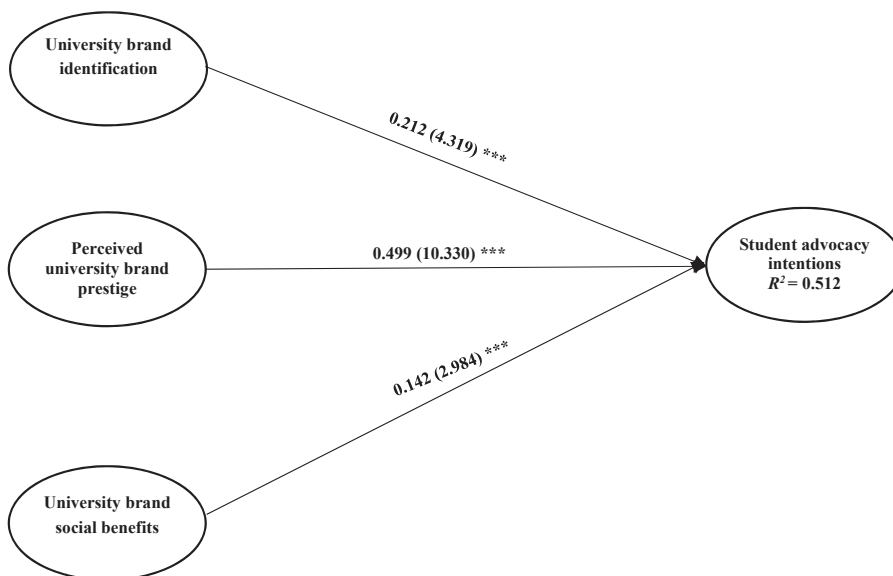 University brand
identification
0.212 (4.319) ***
Perceived
university brand
prestige
0.499 (10.330) ***
Student advocacy
intentions
R² = 0.512
0.142 (2.984) ***
University brand
social benefits